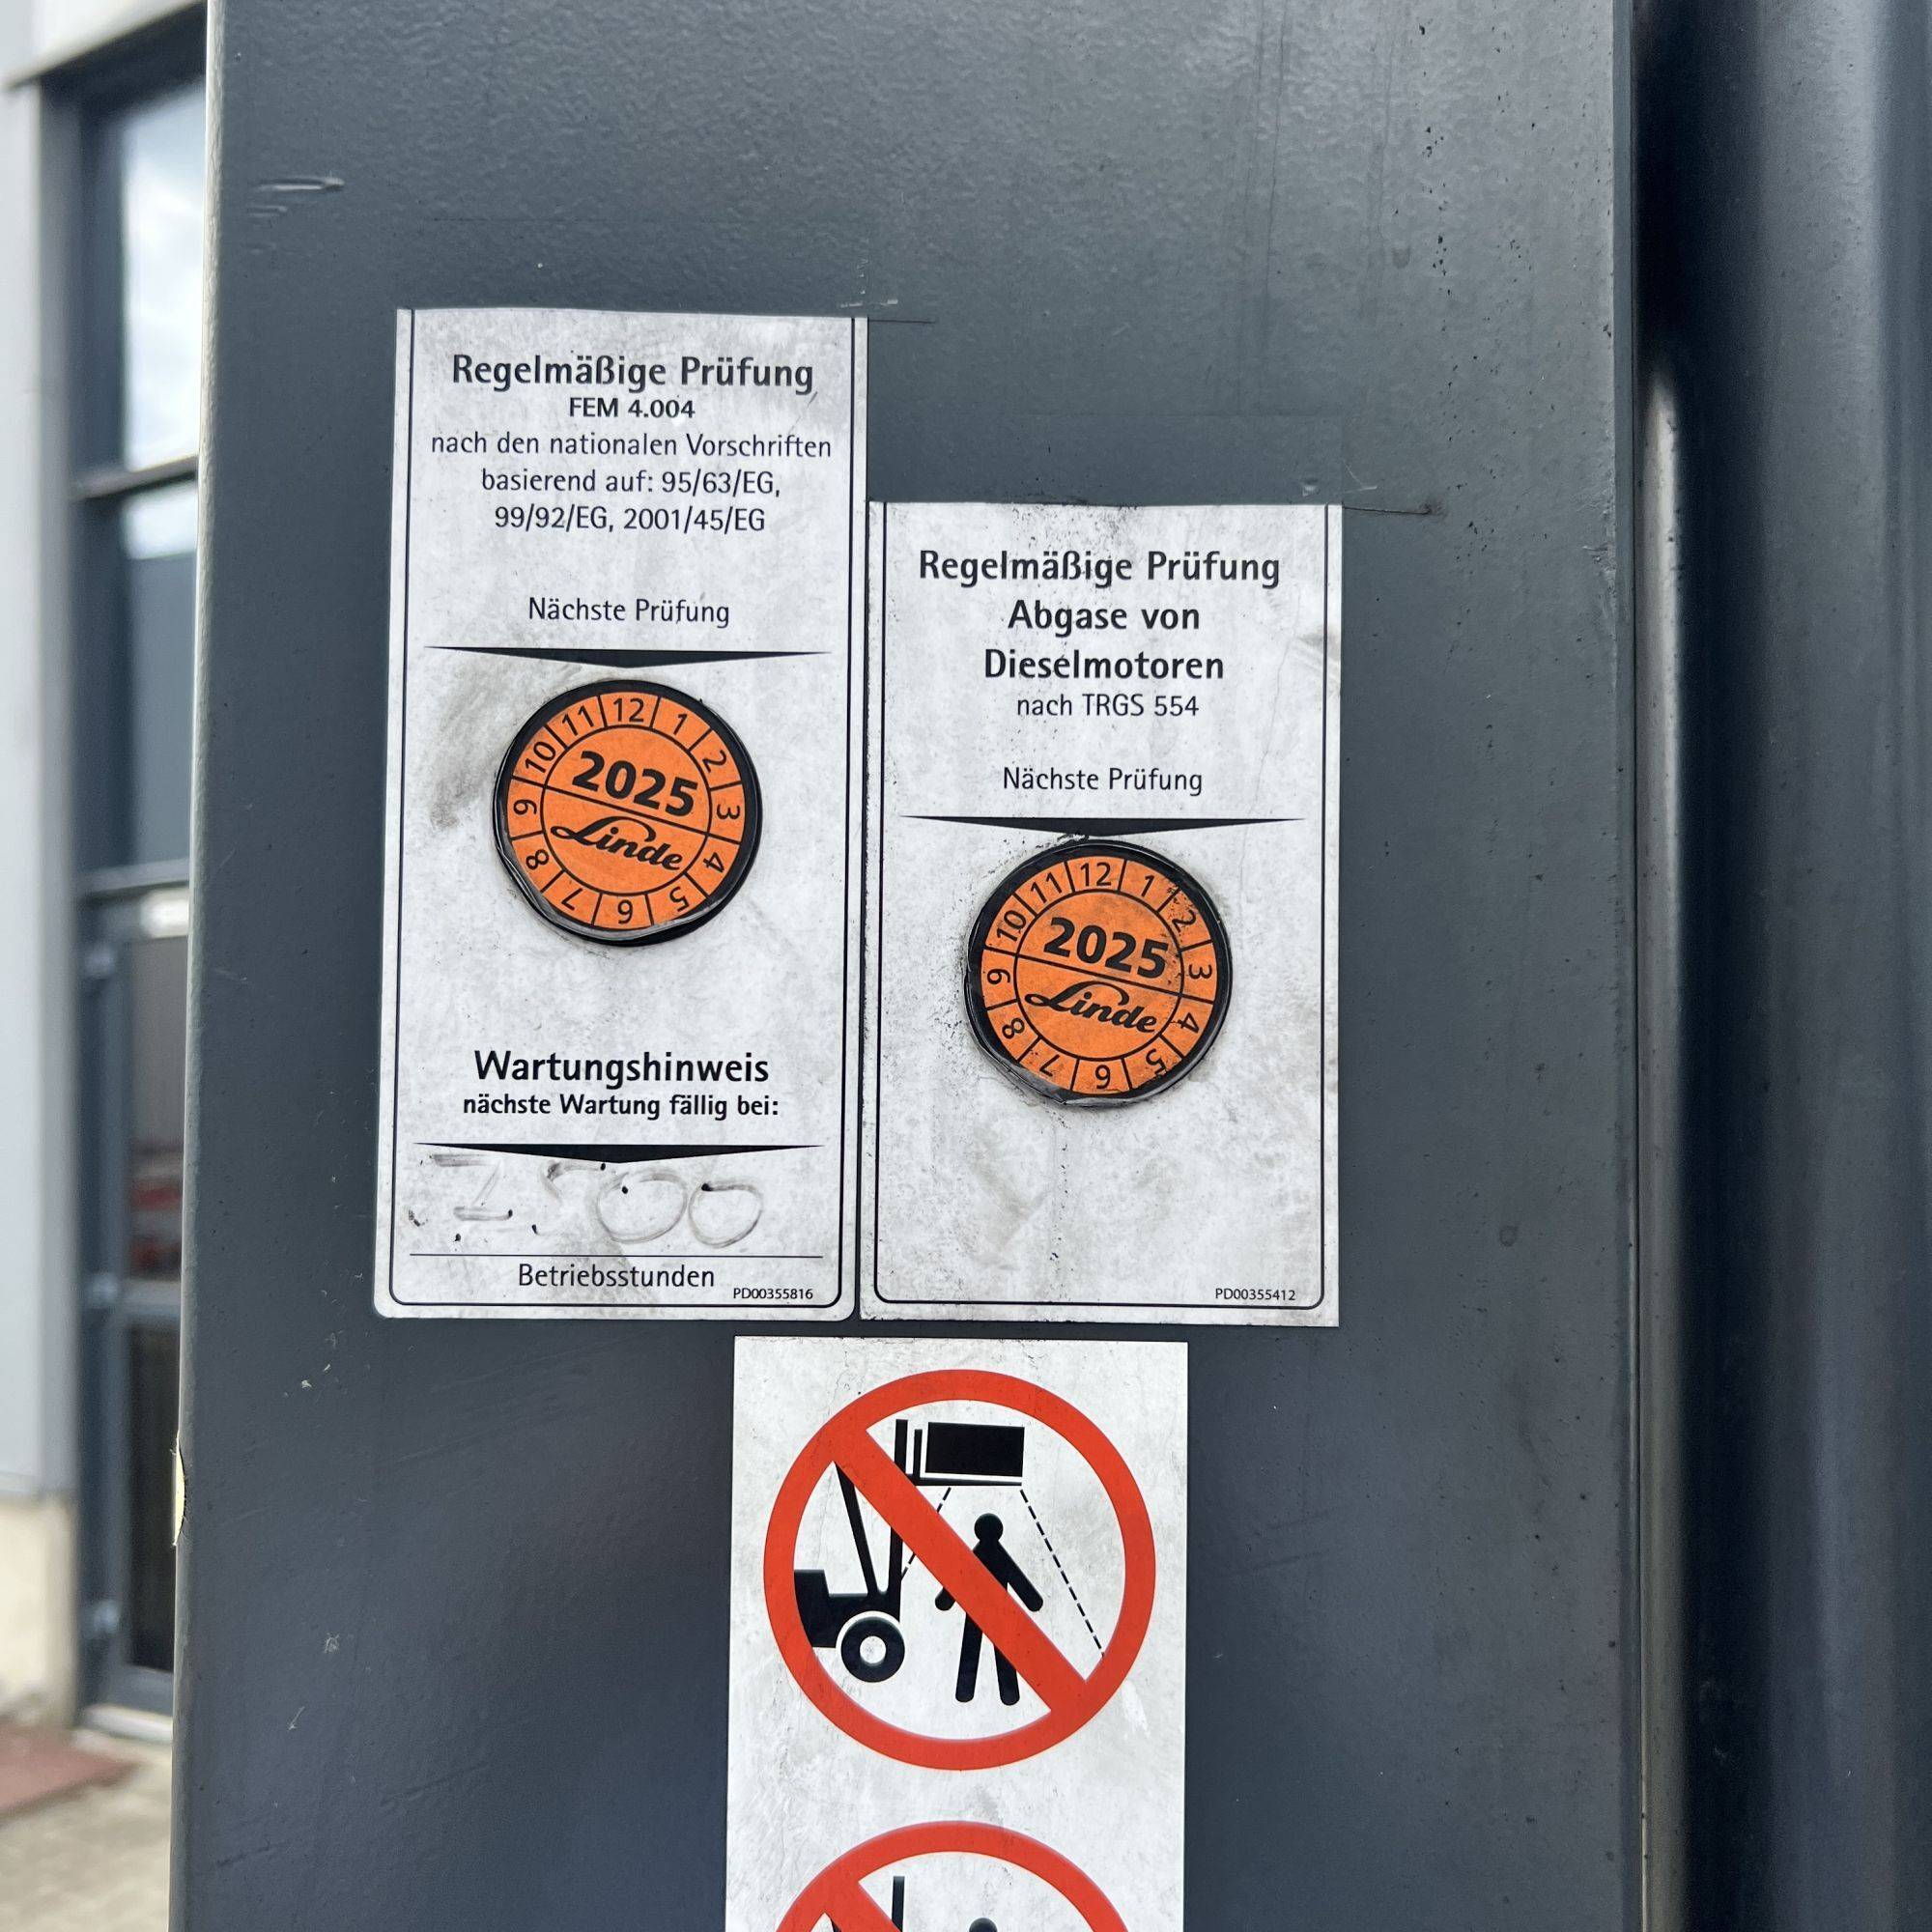 Regelmäßige Prüfung
FEM 4.004
nach den nationalen Vorschriften
basierend auf: 95/63/EG,
99/92/EG, 2001/45/EG
Nächste Prüfung
12 1 2 3 4 5 6 7 8 9 10 11
2025
Linde
Wartungshinweis
nächste Wartung fällig bei:
Betriebsstunden
PD00355816
Regelmäßige Prüfung
Abgase von
Dieselmotoren
nach TRGS 554
Nächste Prüfung
12 1 2 3 4 5 6 7 8 9 10 11
2025
Linde
PD00355412